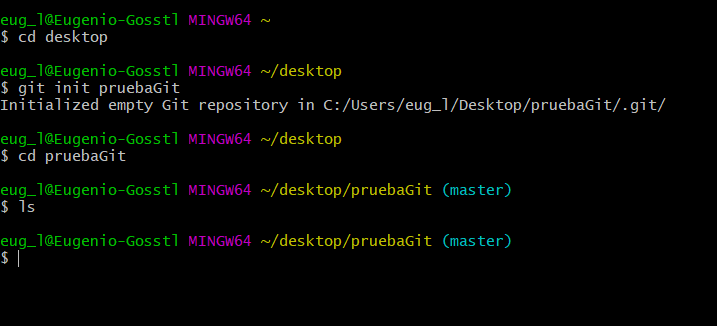 eug_l@Eugenio-Gosstl MINGW64 ~
$ cd desktop
eug_l@Eugenio-Gosstl MINGW64 ~/desktop
$ git init pruebaGit
Initialized empty Git repository in C:/Users/eug_l/Desktop/pruebaGit/.git/
eug_l@Eugenio-Gosstl MINGW64 ~/desktop
$ cd pruebaGit
eug_l@Eugenio-Gosstl MINGW64 ~/desktop/pruebaGit (master)
$ ls
eug_l@Eugenio-Gosstl MINGW64 ~/desktop/pruebaGit (master)
$